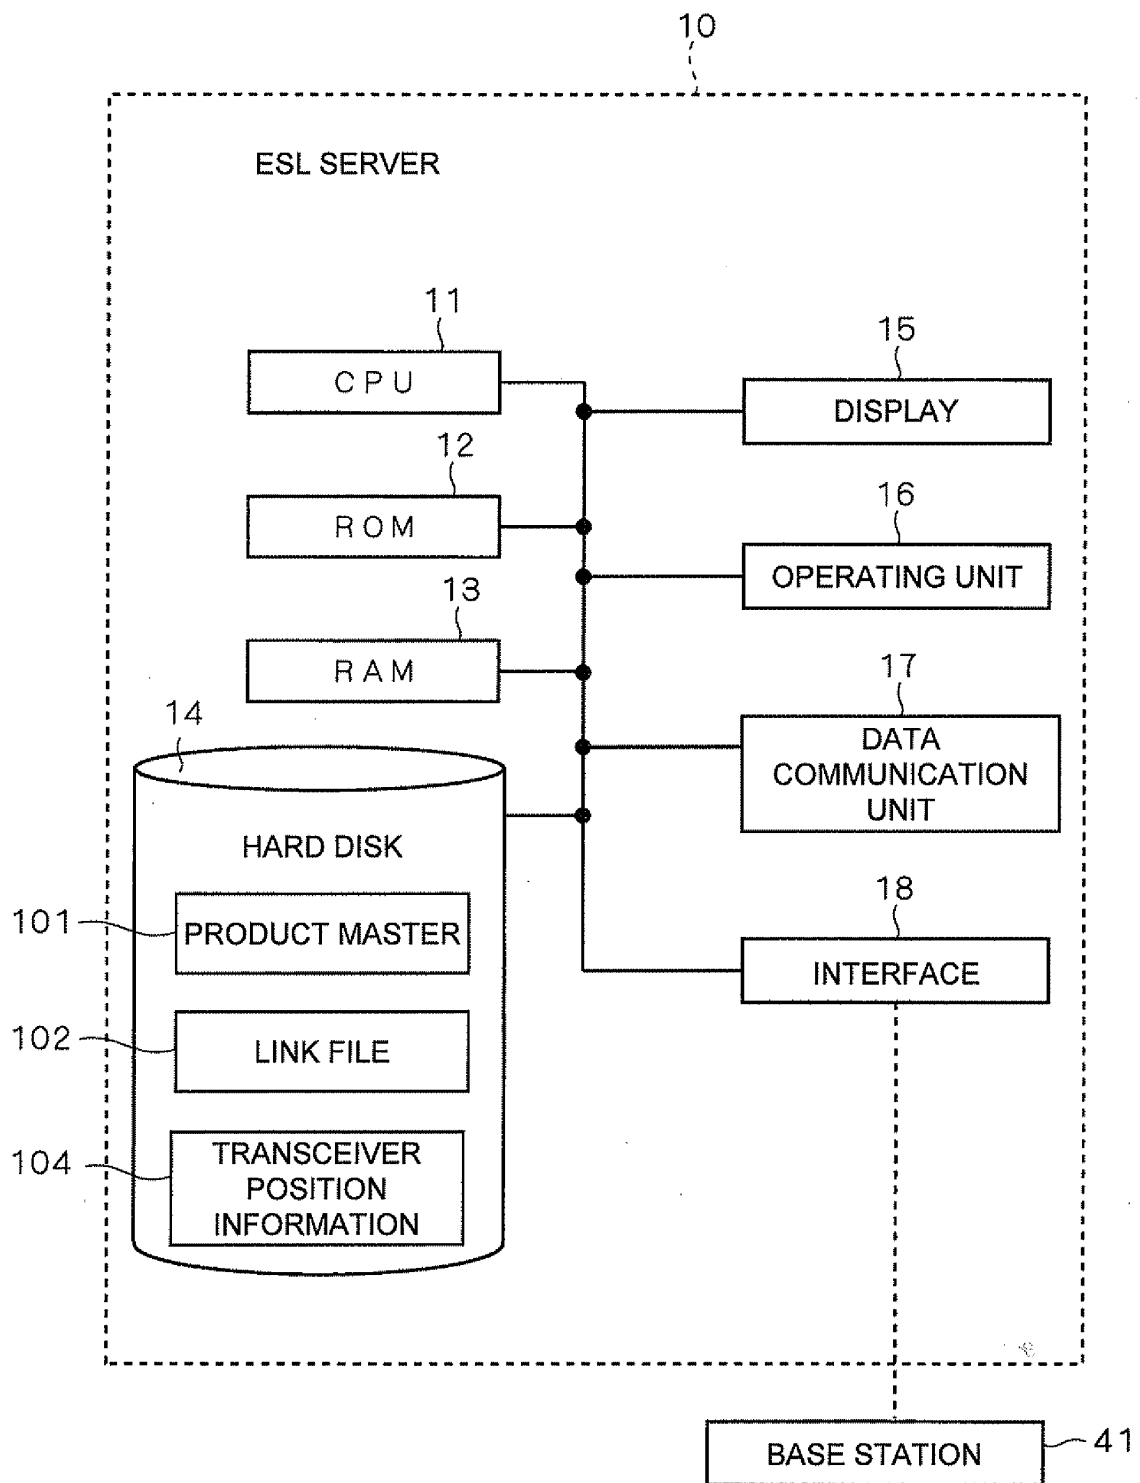 10
ESL SERVER
11
CPU
15
DISPLAY
12
ROM
16
OPERATING UNIT
13
RAM
17
DATA
COMMUNICATION
UNIT
14
HARD DISK
101
PRODUCT MASTER
18
INTERFACE
102
LINK FILE
104
TRANSCEIVER
POSITION
INFORMATION
BASE STATION
41